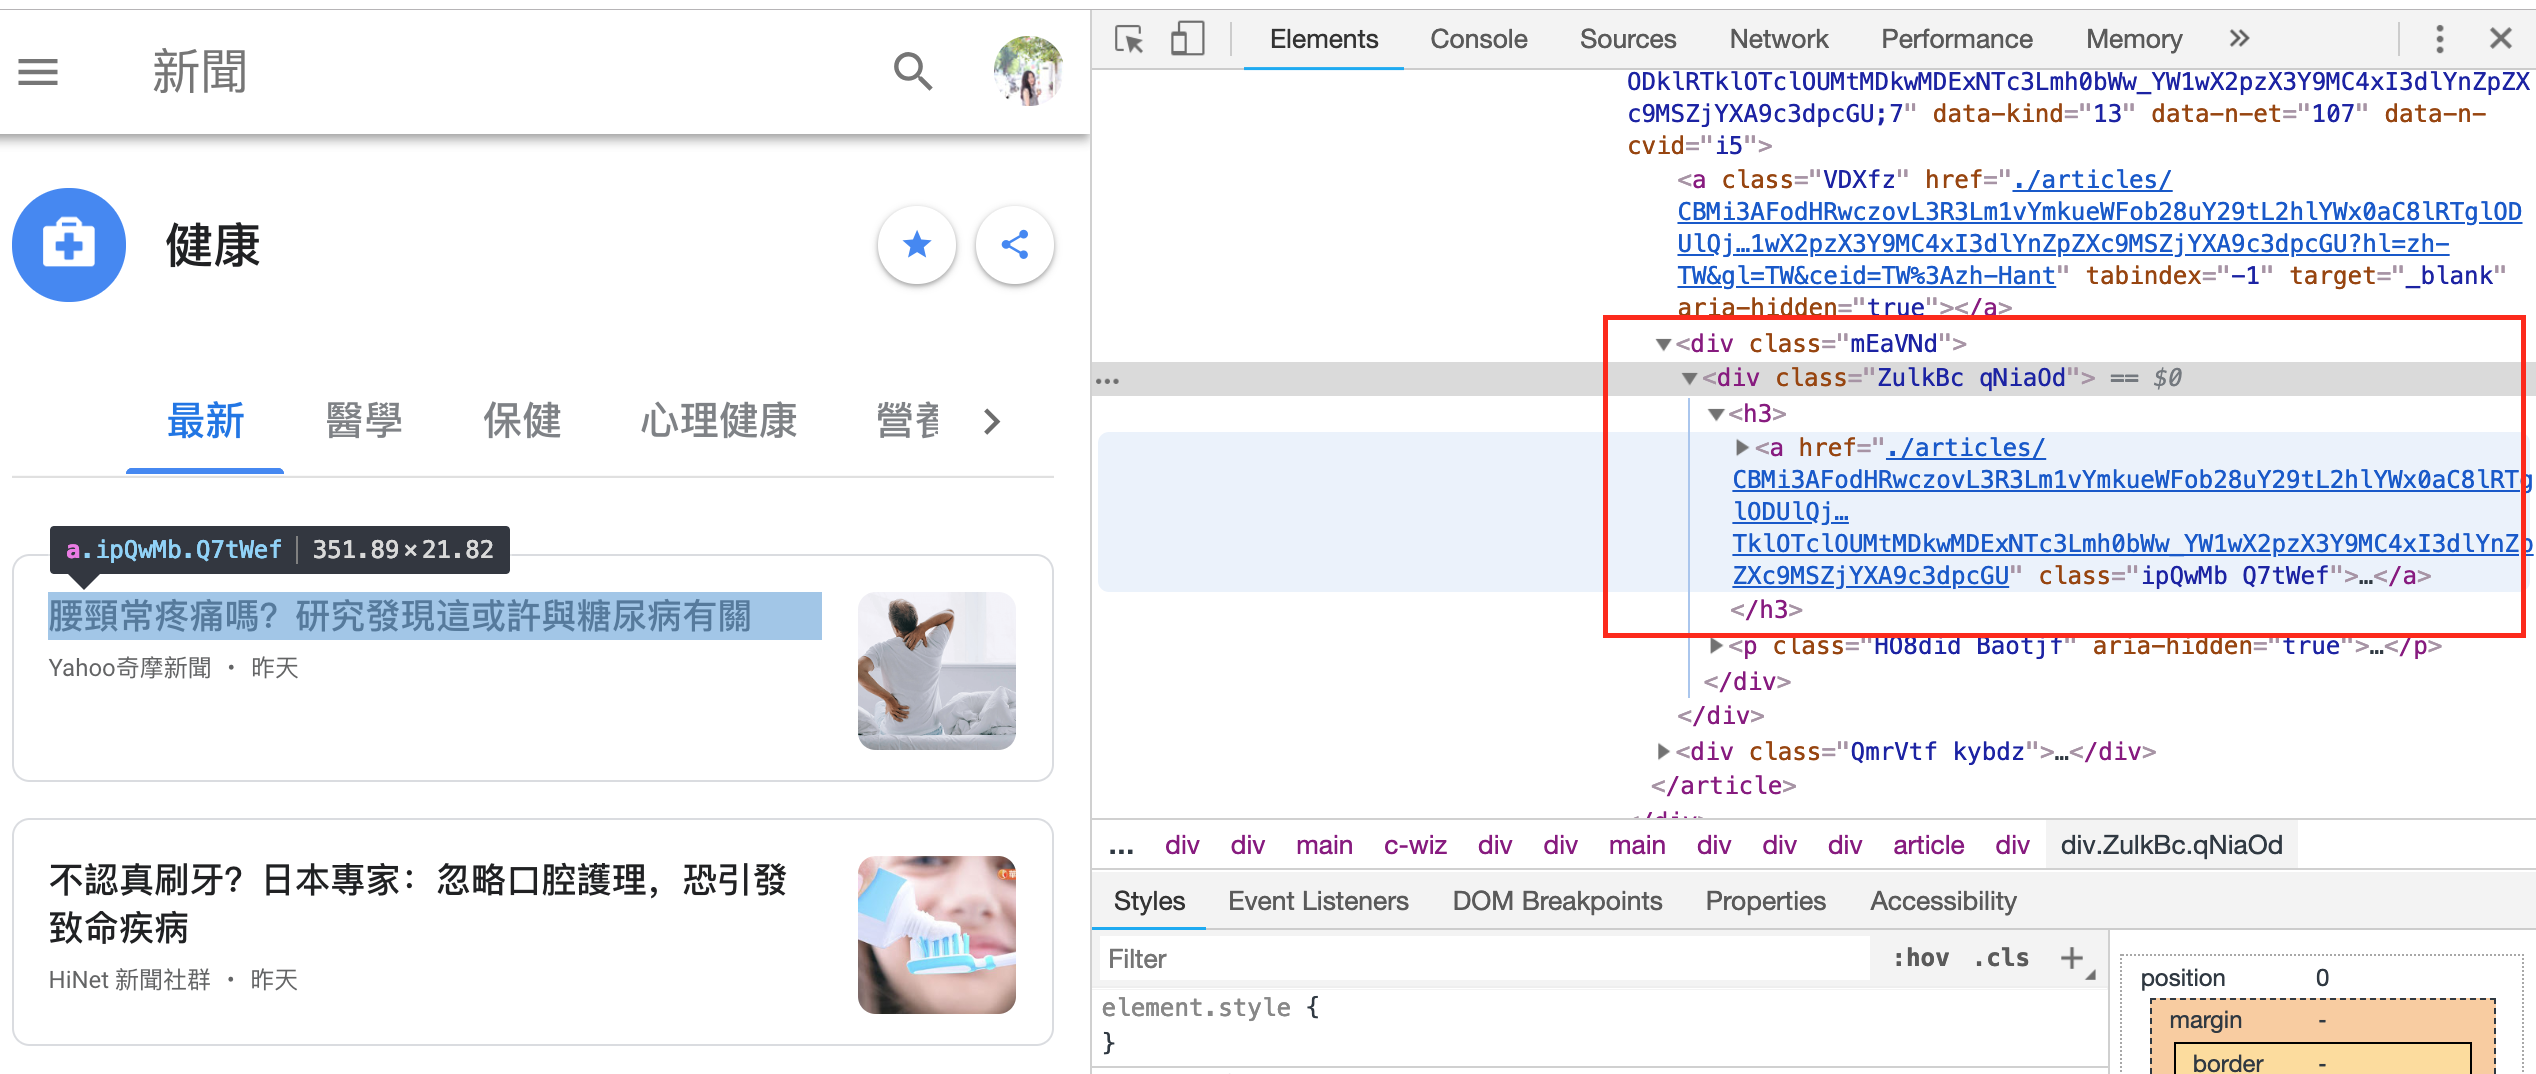 新聞
健康
最新 醫學 保健 心理健康 營養
a.ipQwMb.Q7tWef 351.89×21.82
腰頸常疼痛嗎？研究發現這或許與糖尿病有關
Yahoo奇摩新聞 • 昨天
不認真刷牙？日本專家：忽略口腔護理，恐引發
致命疾病
HiNet 新聞社群 • 昨天
Elements Console Sources Network Performance Memory »
ODklRTklOTclOUMtMDkwMDExNTc3Lmh0bWw_YW1wX2pzX3Y9MC4xI3dlYnZpZX
c9MSZjYXA9c3dpcGU;7" data-kind="13" data-n-et="107" data-n-
cvid="i5">
<a class="VDXfz" href="./articles/
CBMi3AFodHRwczovL3R3Lm1vYmkueWFob28uY29tL2hlYWx0aC8lRTglOD
UlQj…1wX2pzX3Y9MC4xI3dlYnZpZXc9MSZjYXA9c3dpcGU?hl=zh-
TW&gl=TW&ceid=TW%3Azh-Hant" tabindex="-1" target="_blank"
aria-hidden="true"></a>
<div class="mEaVNd">
… <div class="ZulkBc qNiaOd"> == $0
<h3>
<a href="./articles/
CBMi3AFodHRwczovL3R3Lm1vYmkueWFob28uY29tL2hlYWx0aC8lRTg
lODUlQj…
TklOTclOUMtMDkwMDExNTc3Lmh0bWw_YW1wX2pzX3Y9MC4xI3dlYnZp
ZXc9MSZjYXA9c3dpcGU" class="ipQwMb Q7tWef">…</a>
</h3>
<p class="HO8did Baotjf" aria-hidden="true">…</p>
</div>
</div>
<div class="QmrVtf kybdz">…</div>
</article>
</div>
… div div main c-wiz div div main div div div article div div.ZulkBc.qNiaOd
Styles Event Listeners DOM Breakpoints Properties Accessibility
Filter :hov .cls +
element.style {
}
position 0
margin -
border -